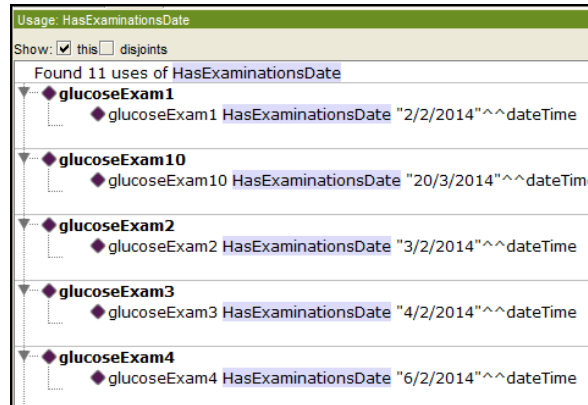 Usage: HasExaminationsDate
Show: this disjoints
Found 11 uses of HasExaminationsDate
glucoseExam1
glucoseExam1 HasExaminationsDate "2/2/2014"^^dateTime
glucoseExam10
glucoseExam10 HasExaminationsDate "20/3/2014"^^dateTime
glucoseExam2
glucoseExam2 HasExaminationsDate "3/2/2014"^^dateTime
glucoseExam3
glucoseExam3 HasExaminationsDate "4/2/2014"^^dateTime
glucoseExam4
glucoseExam4 HasExaminationsDate "6/2/2014"^^dateTime